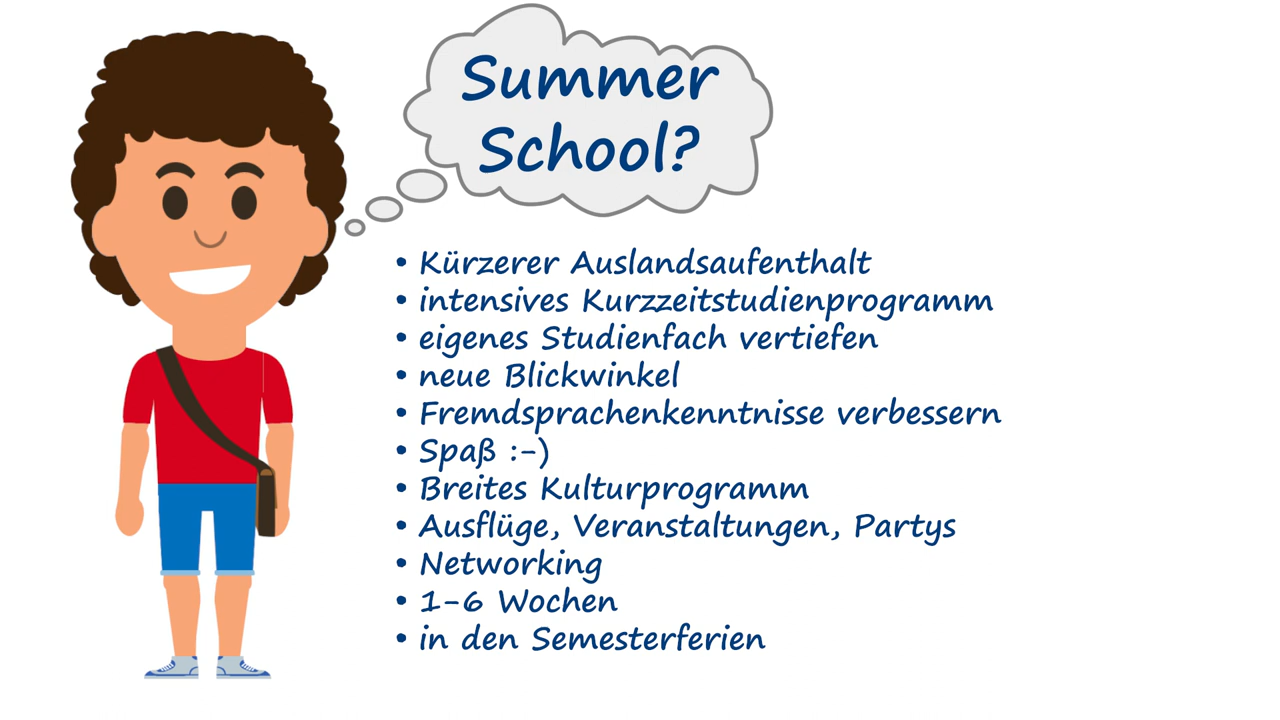 Summer
School?
• Kürzerer Auslandsaufenthalt
• intensives Kurzzeitstudienprogramm
• eigenes Studienfach vertiefen
• neue Blickwinkel
• Fremdsprachenkenntnisse verbessern
• Spaß :-)
• Breites Kulturprogramm
• Ausflüge, Veranstaltungen, Partys
• Networking
• 1-6 Wochen
• in den Semesterferien